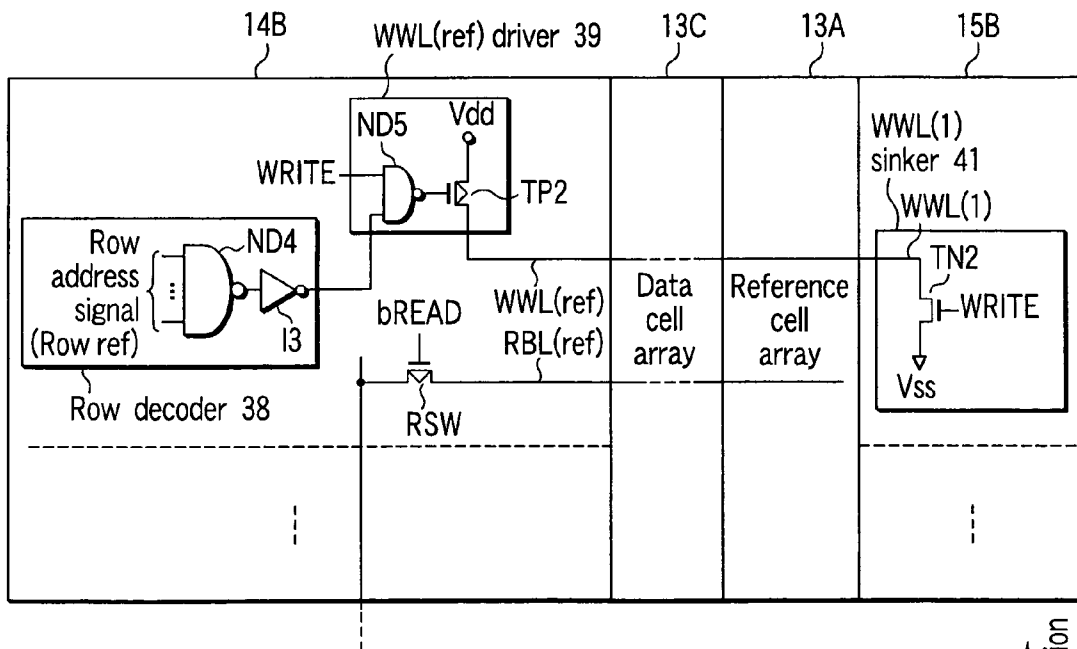 14B
WWL(ref) driver 39
13C
13A
15B
ND5
Vdd
WRITE
TP2
WWL(1)
sinker 41
WWL(1)
Row
address
signal
(Row ref)
ND4
...
I3
TN2
WRITE
Vss
WWL(ref)
Data
cell
array
Reference
cell
array
bREAD
RBL(ref)
RSW
Row decoder 38
ion